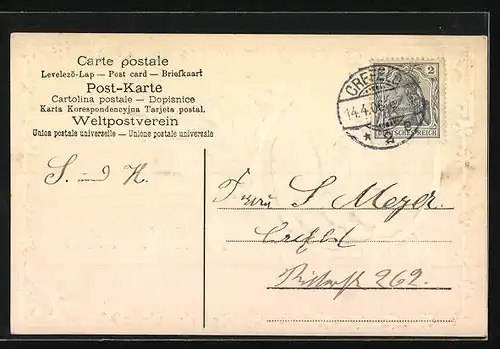 Carte postale
Levelező-Lap — Post card — Briefkaart
Post-Karte
Cartolina postale — Dopisnice
Karta Korespondencyjna Tarjeta postal.
Weltpostverein
Union postale universelle — Unione postale universale
CREFELD
14.4.06
2
DEUTSCHES REICH
S. und H.
Frau S Meyer.
Crefeld
262.